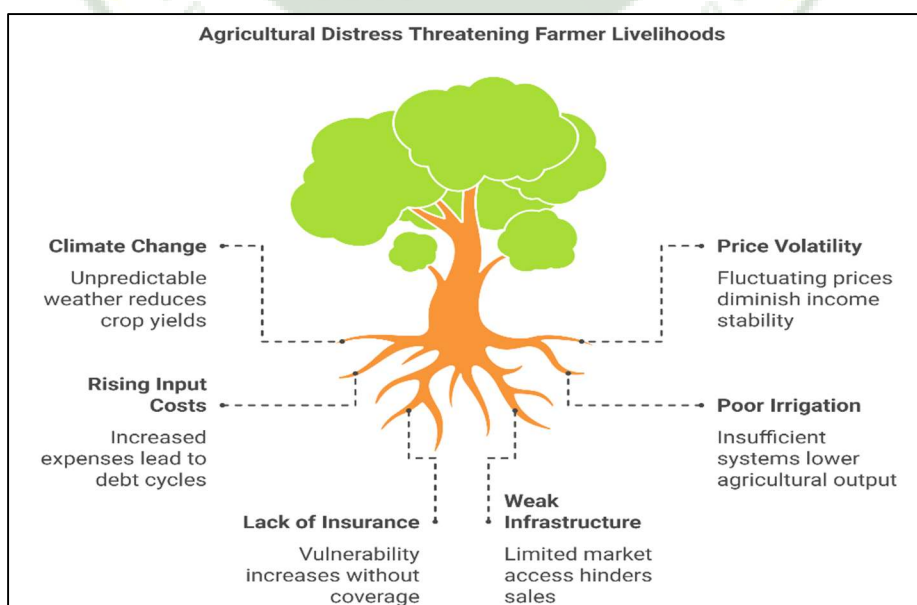 Agricultural Distress Threatening Farmer Livelihoods
Climate Change
Unpredictable
weather reduces
crop yields
Rising Input
Costs
Increased
expenses lead to
debt cycles
Lack of Insurance
Vulnerability
increases without
coverage
Weak
Infrastructure
Limited market
access hinders
sales
Poor Irrigation
Insufficient
systems lower
agricultural output
Price Volatility
Fluctuating prices
diminish income
stability